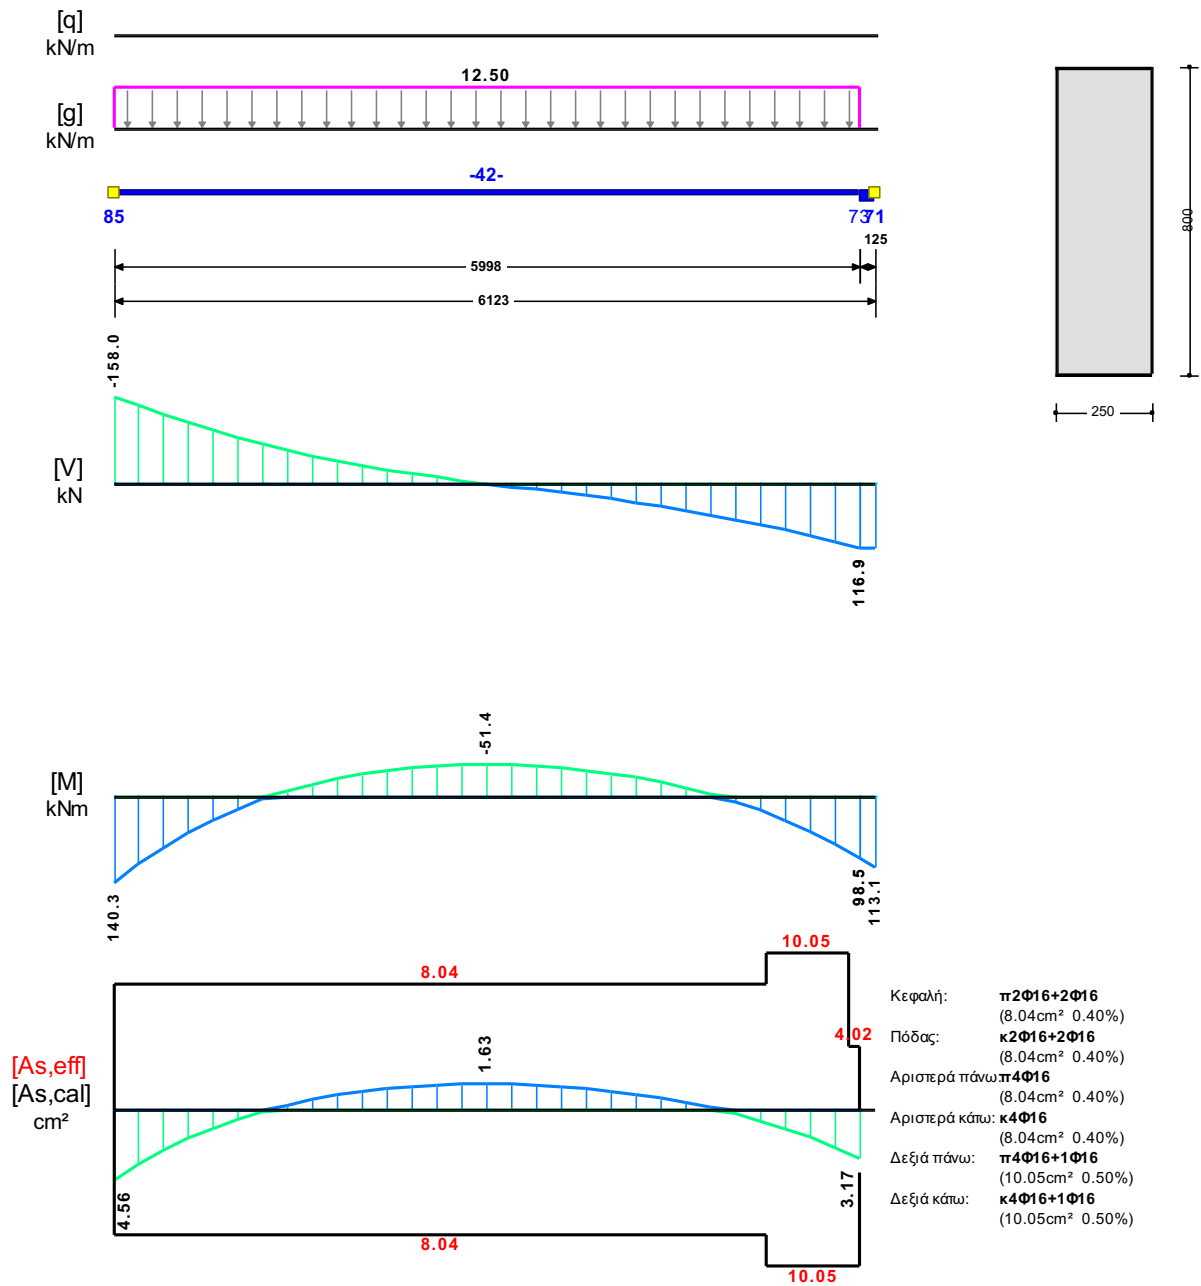 [q]
kN/m
12.50
[g]
kN/m
-42-
85
73
71
125
5998
6123
800
250
-158.0
[V]
kN
116.9
-51.4
[M]
kNm
140.3
98.5
113.1
10.05
8.04
4.02
1.63
[As,eff]
[As,cal]
cm²
4.56
3.17
8.04
10.05
Κεφαλή: π2Φ16+2Φ16
(8.04cm² 0.40%)
Πόδας: κ2Φ16+2Φ16
(8.04cm² 0.40%)
Αριστερά πάνω: π4Φ16
(8.04cm² 0.40%)
Αριστερά κάτω: κ4Φ16
(8.04cm² 0.40%)
Δεξιά πάνω: π4Φ16+1Φ16
(10.05cm² 0.50%)
Δεξιά κάτω: κ4Φ16+1Φ16
(10.05cm² 0.50%)